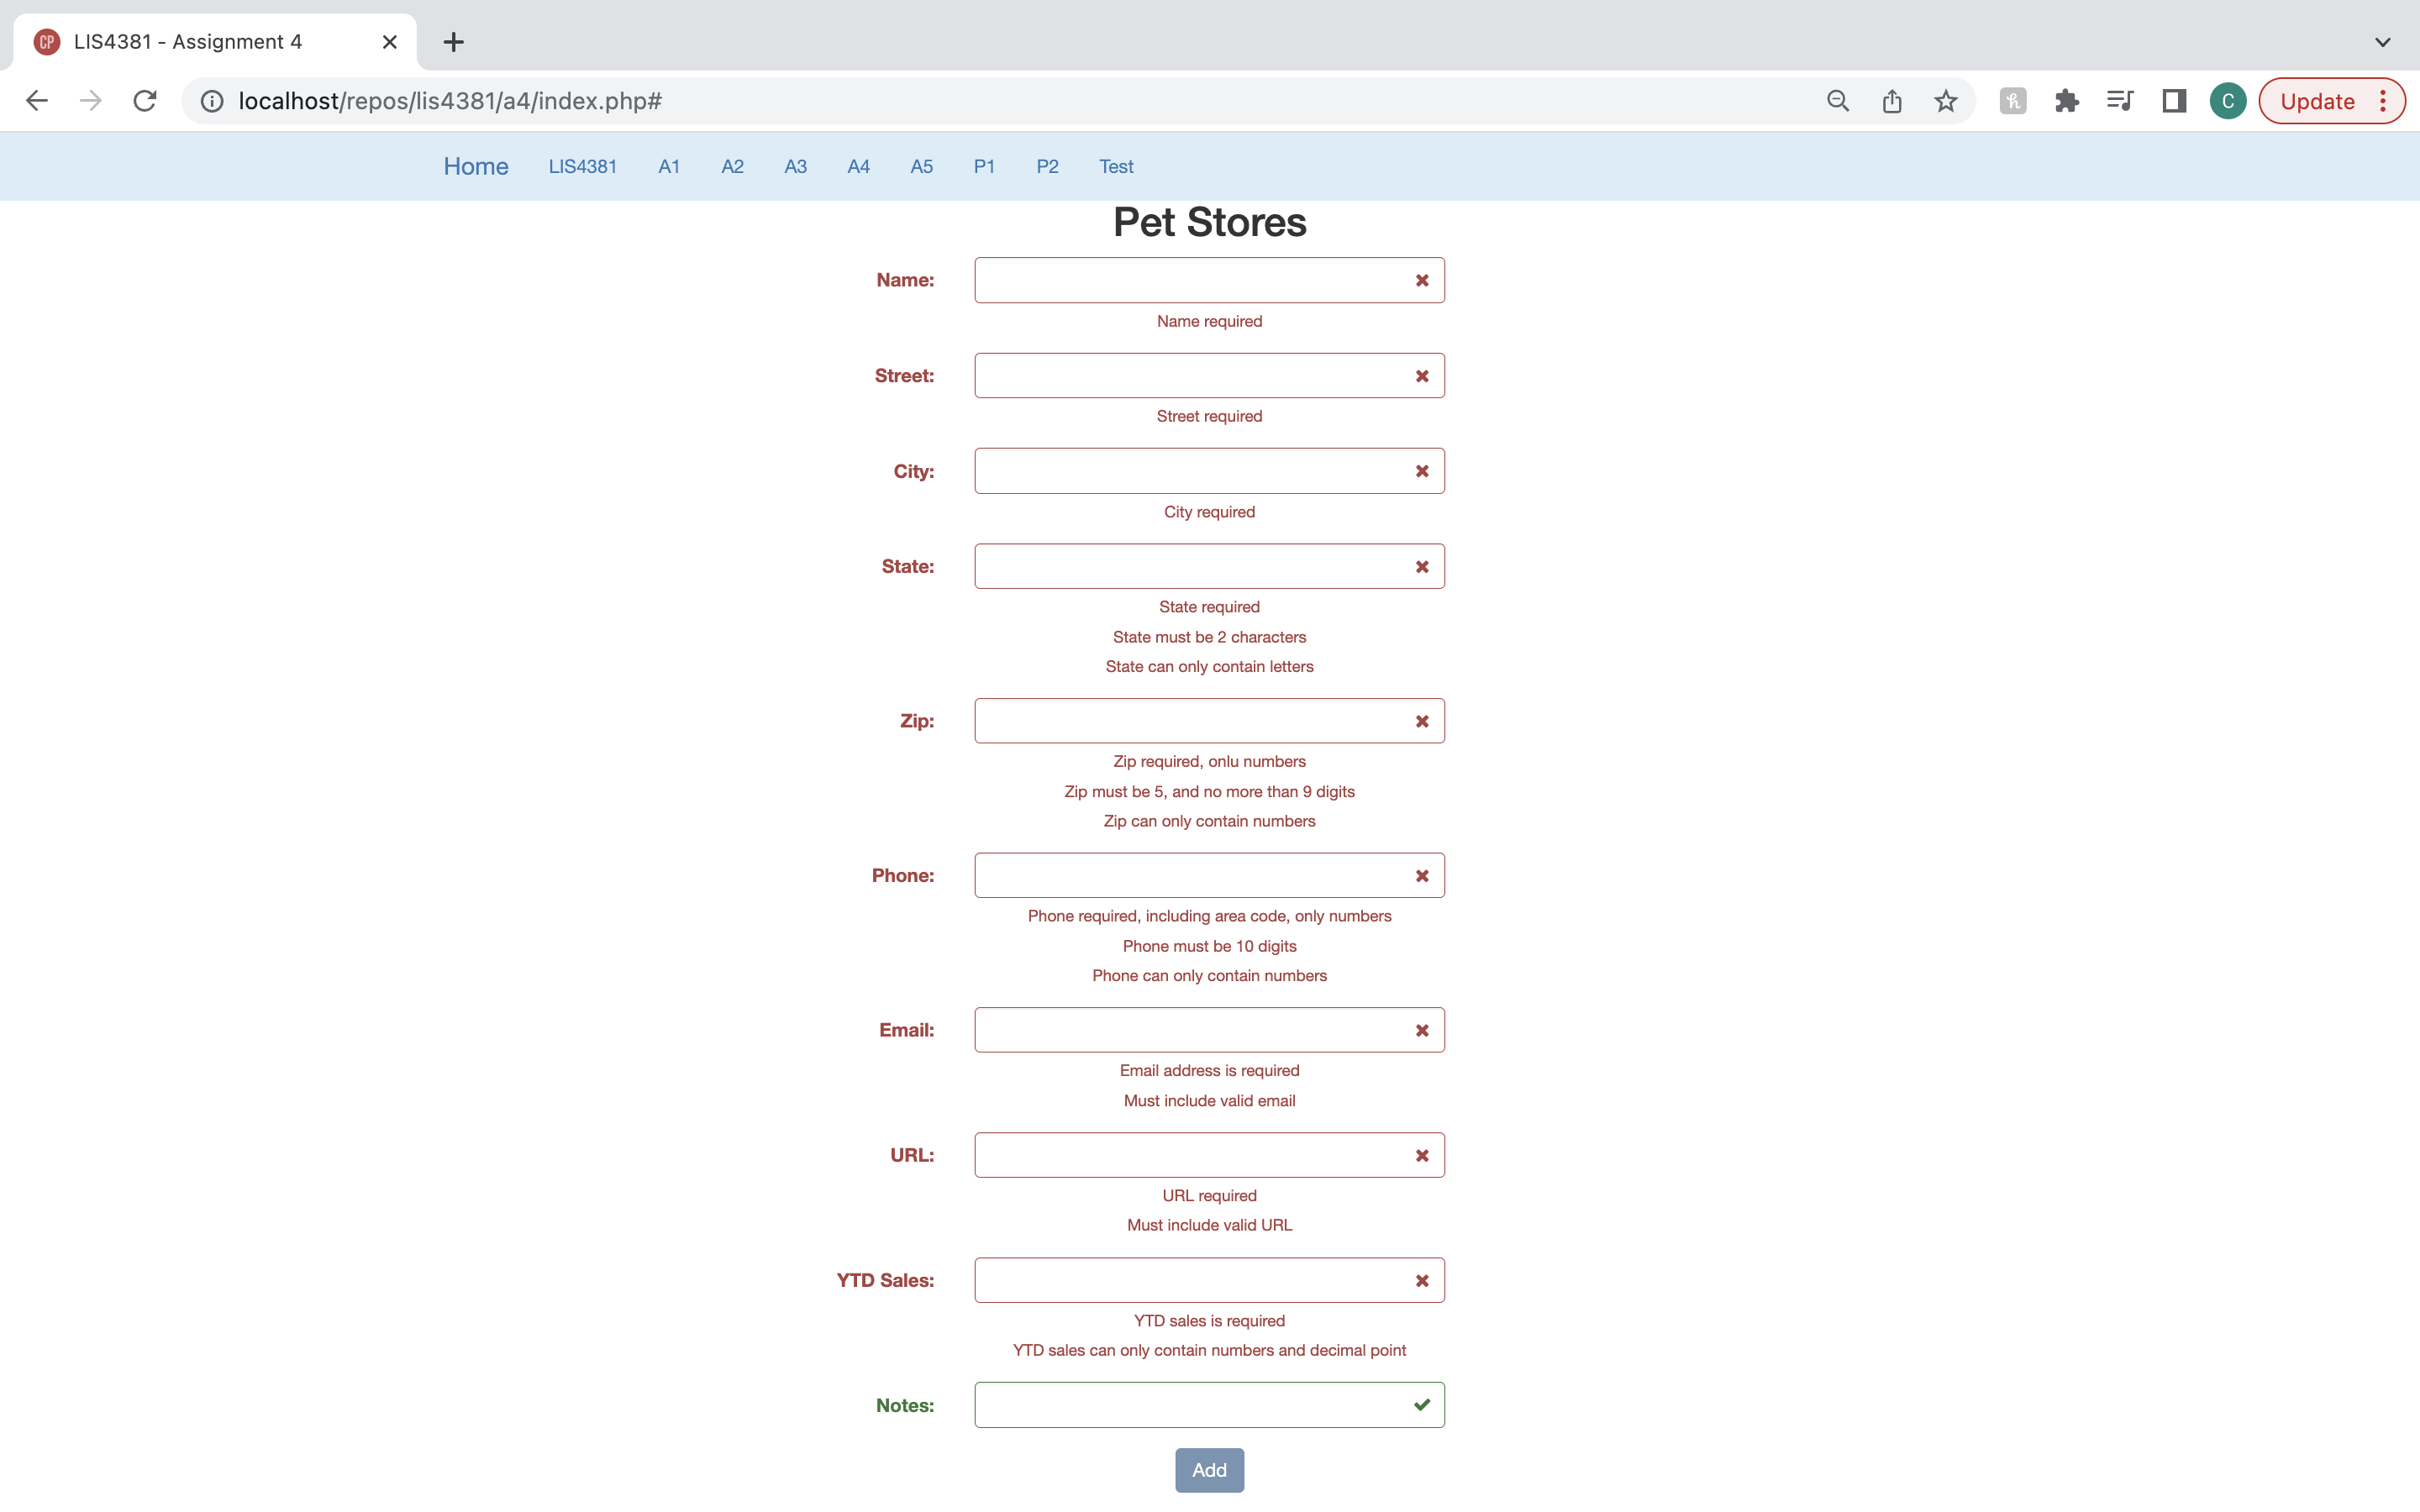 CP LIS4381 - Assignment 4
localhost/repos/lis4381/a4/index.php#
C
Update
Home LIS4381 A1 A2 A3 A4 A5 P1 P2 Test
Pet Stores
Name:
Name required
Street:
Street required
City:
City required
State:
State required
State must be 2 characters
State can only contain letters
Zip:
Zip required, onlu numbers
Zip must be 5, and no more than 9 digits
Zip can only contain numbers
Phone:
Phone required, including area code, only numbers
Phone must be 10 digits
Phone can only contain numbers
Email:
Email address is required
Must include valid email
URL:
URL required
Must include valid URL
YTD Sales:
YTD sales is required
YTD sales can only contain numbers and decimal point
Notes:
Add